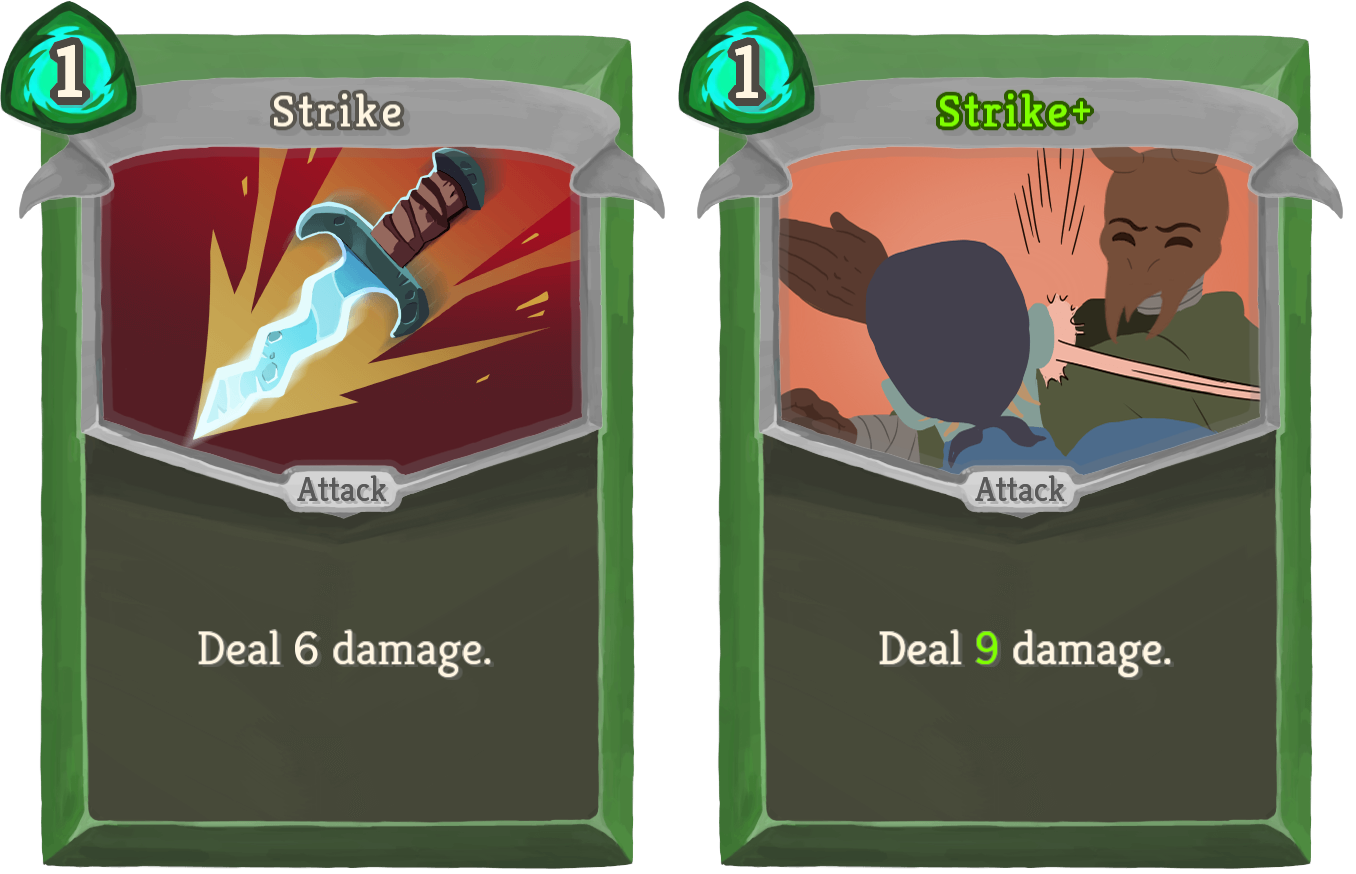 1
Strike
Attack
Deal 6 damage.
1
Strike+
Attack
Deal 9 damage.